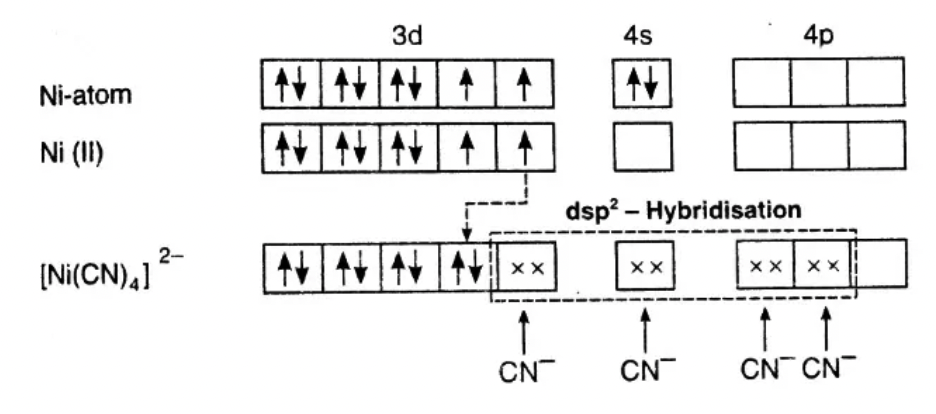 3d 4s 4p
Ni-atom
Ni (II)
dsp² – Hybridisation
[Ni(CN)₄]²⁻ ×× ×× ×× ××
CN⁻ CN⁻ CN⁻ CN⁻